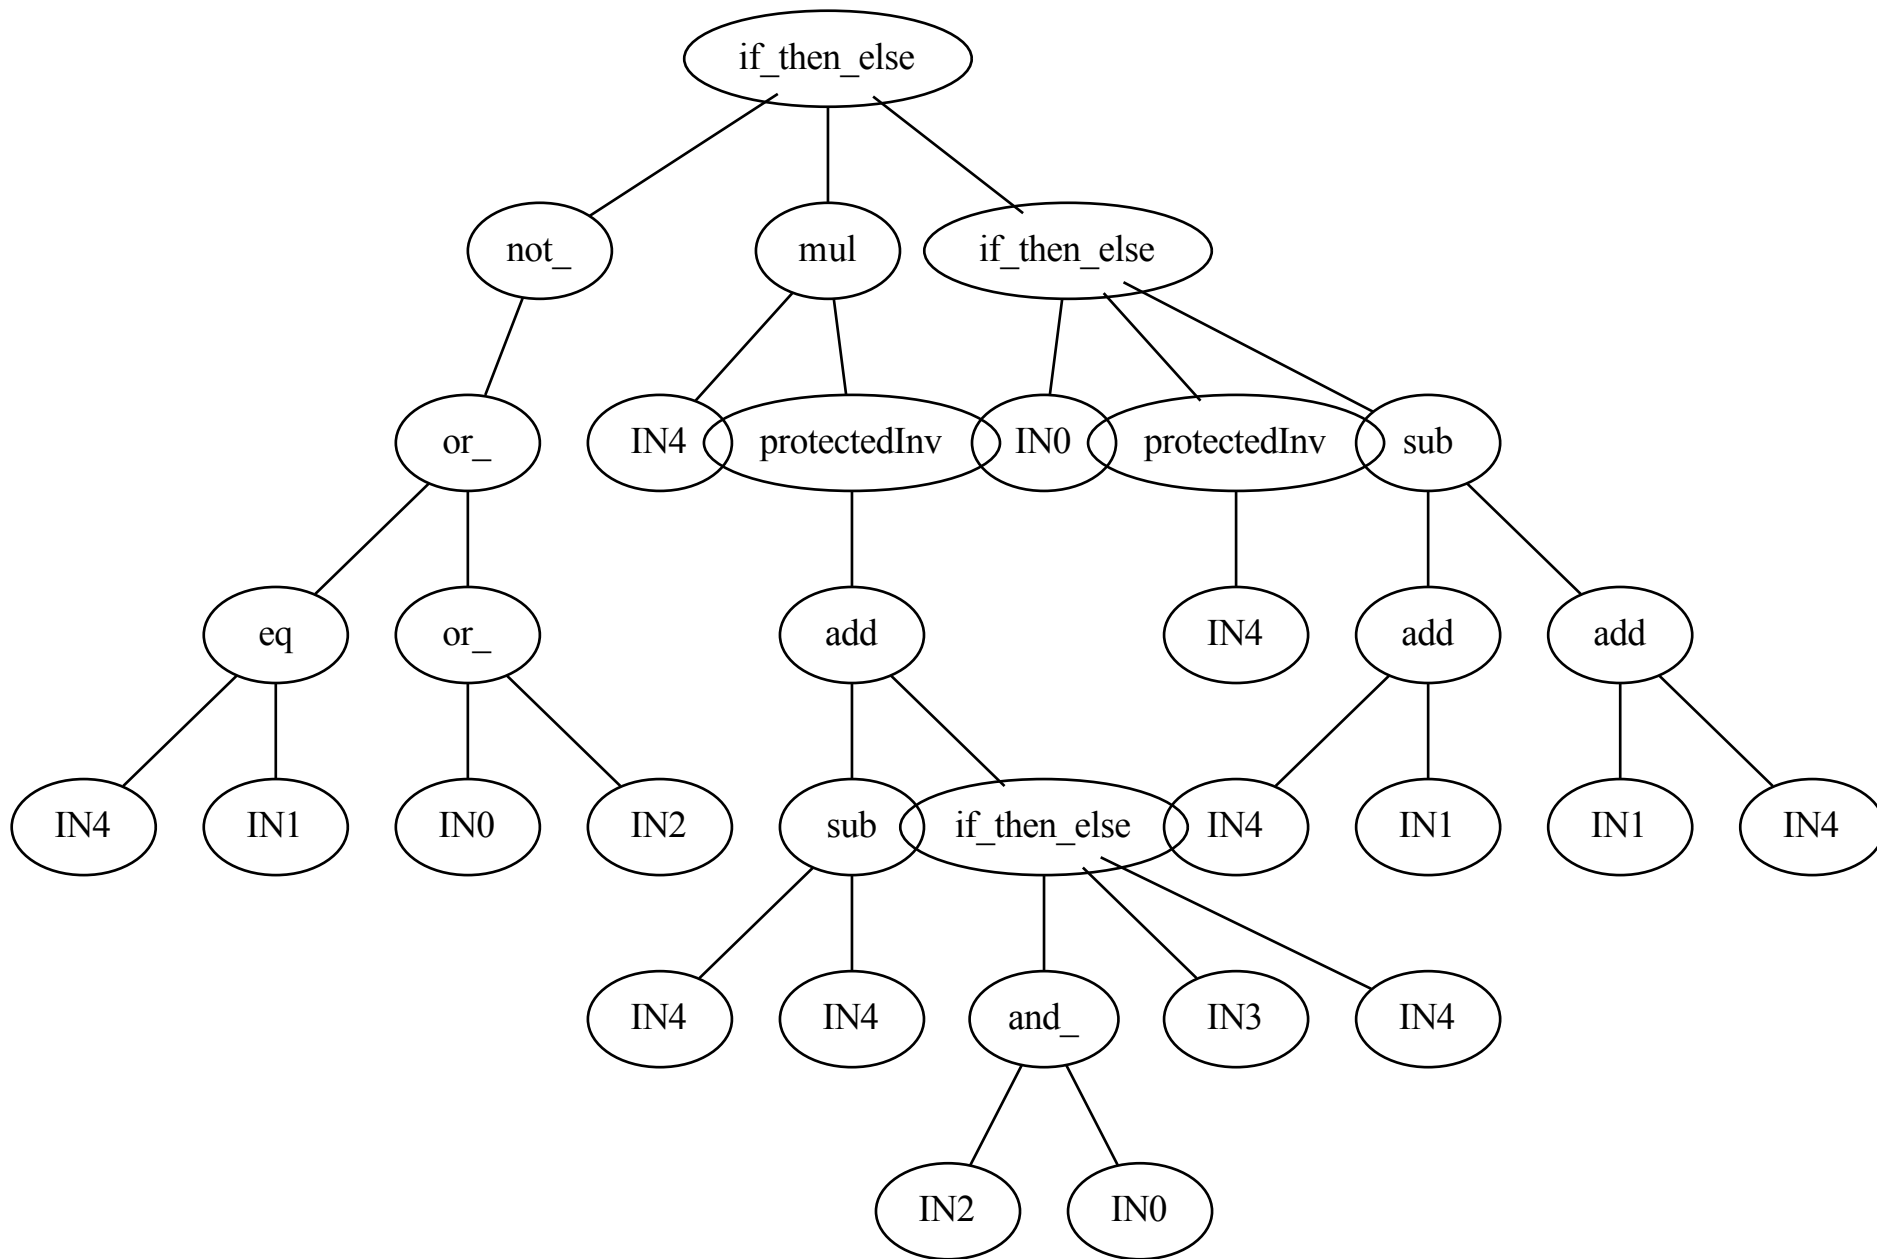 if_then_else
not_ mul if_then_else
or_ IN4 protectedInv IN0 protectedInv sub
eq or_ add IN4 add add
IN4 IN1 IN0 IN2 sub if_then_else IN4 IN1 IN1 IN4
IN4 IN4 and_ IN3 IN4
IN2 IN0